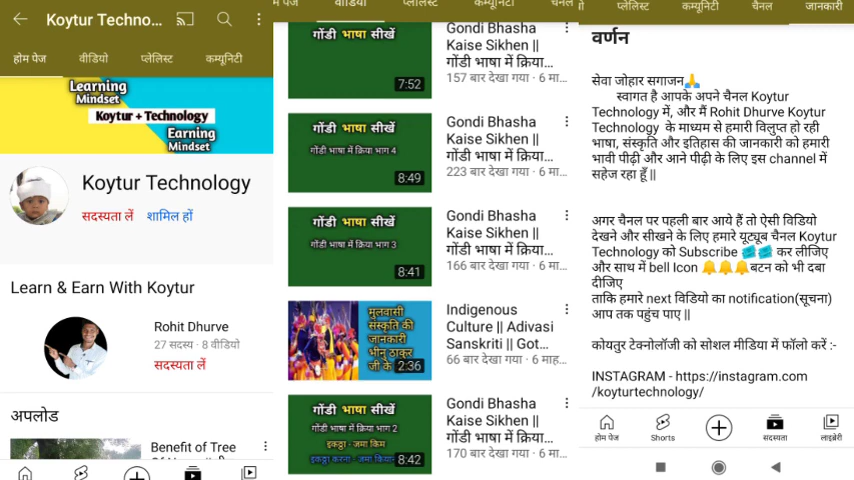 Koytur Techno...
होम पेज
वीडियो
प्लेलिस्ट
कम्यूनिटी
Learning
Mindset
Koytur + Technology
Earning
Mindset
Koytur Technology
सदस्यता लें
शामिल हों
Learn & Earn With Koytur
Rohit Dhurve
27 सदस्य · 8 वीडियो
सदस्यता लें
अपलोड
Benefit of Tree
वीडियो
प्लेलिस्ट
कम्यूनिटी
गोंडी भाषा सीखें
7:52
Gondi Bhasha
Kaise Sikhen ||
गोंडी भाषा में क्रिया...
157 बार देखा गया · 6 मा...
गोंडी भाषा सीखें
गोंडी भाषा में क्रिया भाग 4
8:49
Gondi Bhasha
Kaise Sikhen ||
गोंडी भाषा में क्रिया...
223 बार देखा गया · 6 मा...
गोंडी भाषा सीखें
गोंडी भाषा में क्रिया भाग 3
8:41
Gondi Bhasha
Kaise Sikhen ||
गोंडी भाषा में क्रिया...
166 बार देखा गया · 6 मा...
मुलवासी
संस्कृति की
जानकारी
भीनु ठाकुर
जी के
2:36
Indigenous
Culture || Adivasi
Sanskriti || Got...
66 बार देखा गया · 6 माह...
गोंडी भाषा सीखें
गोंडी भाषा में क्रिया भाग 2
इकठ्ठा - जमा किम
इकठ्ठा करना - जमा किया
8:42
Gondi Bhasha
Kaise Sikhen ||
गोंडी भाषा में क्रिया...
170 बार देखा गया · 6 मा...
प्लेलिस्ट
कम्यूनिटी
चैनल
जानकारी
वर्णन
सेवा जोहार सगाजन🙏
स्वागत है आपके अपने चैनल Koytur
Technology में, और मैं Rohit Dhurve Koytur
Technology के माध्यम से हमारी विलुप्त हो रही
भाषा, संस्कृति और इतिहास की जानकारी को हमारी
भावी पीढ़ी और आने पीढ़ी के लिए इस channel में
सहेज रहा हूँ ||
अगर चैनल पर पहली बार आये हैं तो ऐसी विडियो
देखने और सीखने के लिए हमारे यूट्यूब चैनल Koytur
Technology को Subscribe कर लीजिए
और साथ में bell Icon 🔔🔔🔔बटन को भी दबा
दीजिए
ताकि हमारे next विडियो का notification(सूचना)
आप तक पहुंच पाए ||
कोयतुर टेक्नोलॉजी को सोशल मीडिया में फॉलो करें :-
INSTAGRAM - https://instagram.com
/koyturtechnology/
होम पेज
Shorts
सदस्यता
लाइब्रेरी